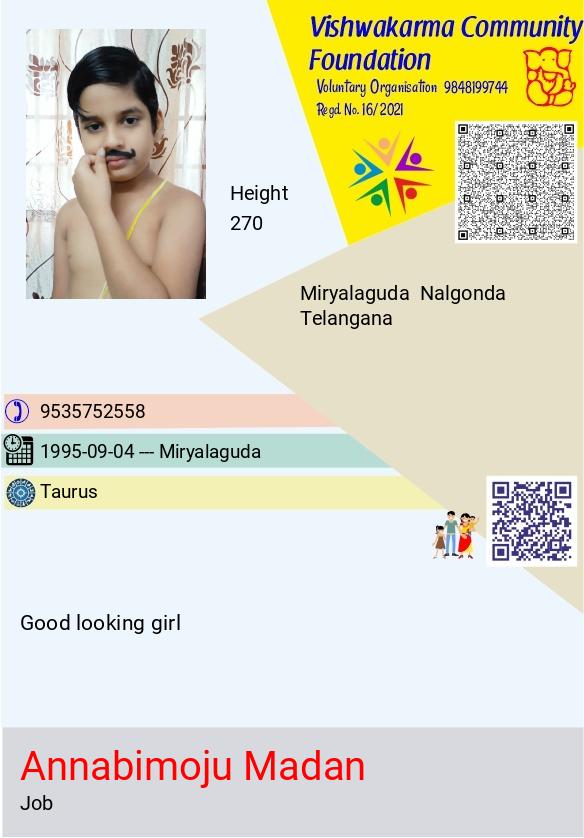 Vishwakarma Community
Foundation
Voluntary Organisation 9848199744
Regd No. 16/2021
Height
270
Miryalaguda Nalgonda
Telangana
9535752558
1995-09-04 --- Miryalaguda
Taurus
Good looking girl
Annabimoju Madan
Job